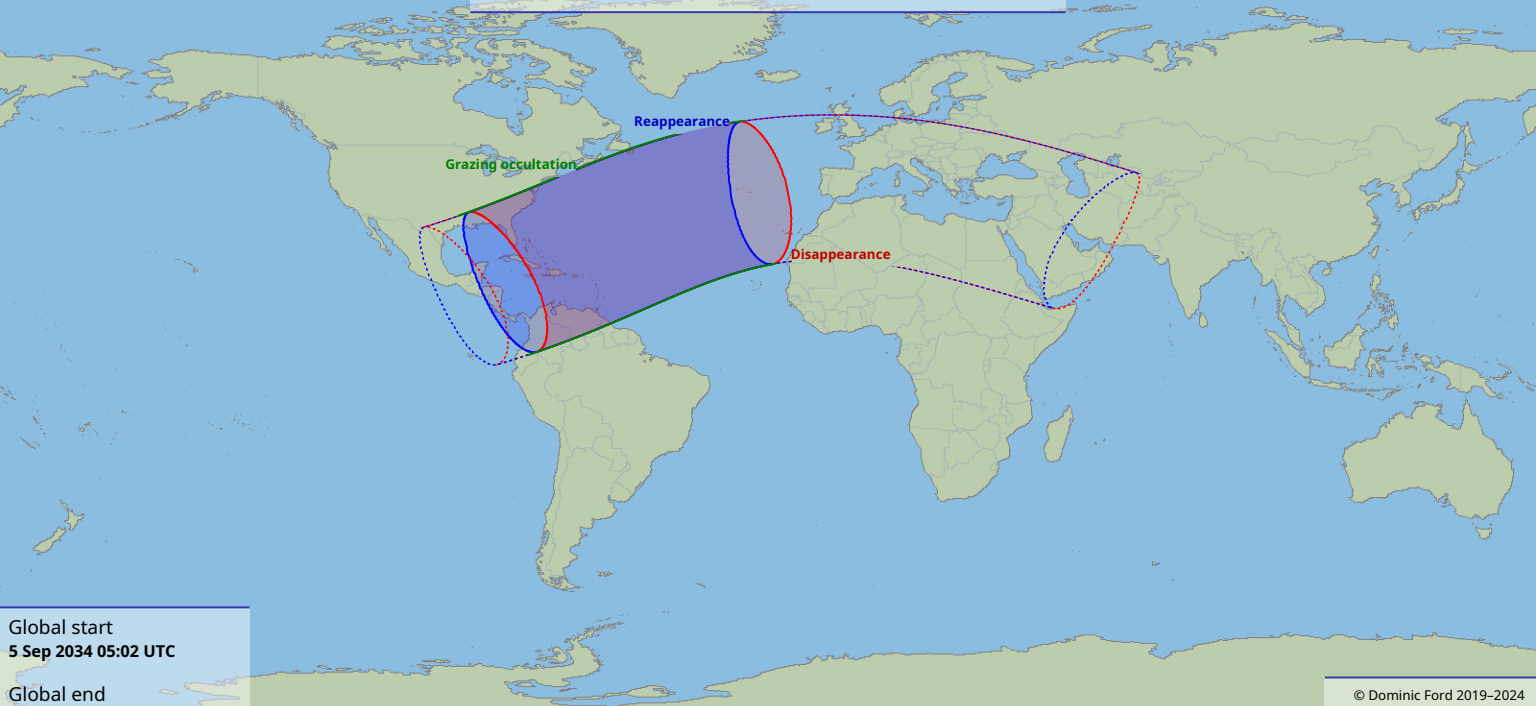 Reappearance
Grazing occultation
Disappearance
Global start
5 Sep 2034 05:02 UTC
Global end
© Dominic Ford 2019–2024